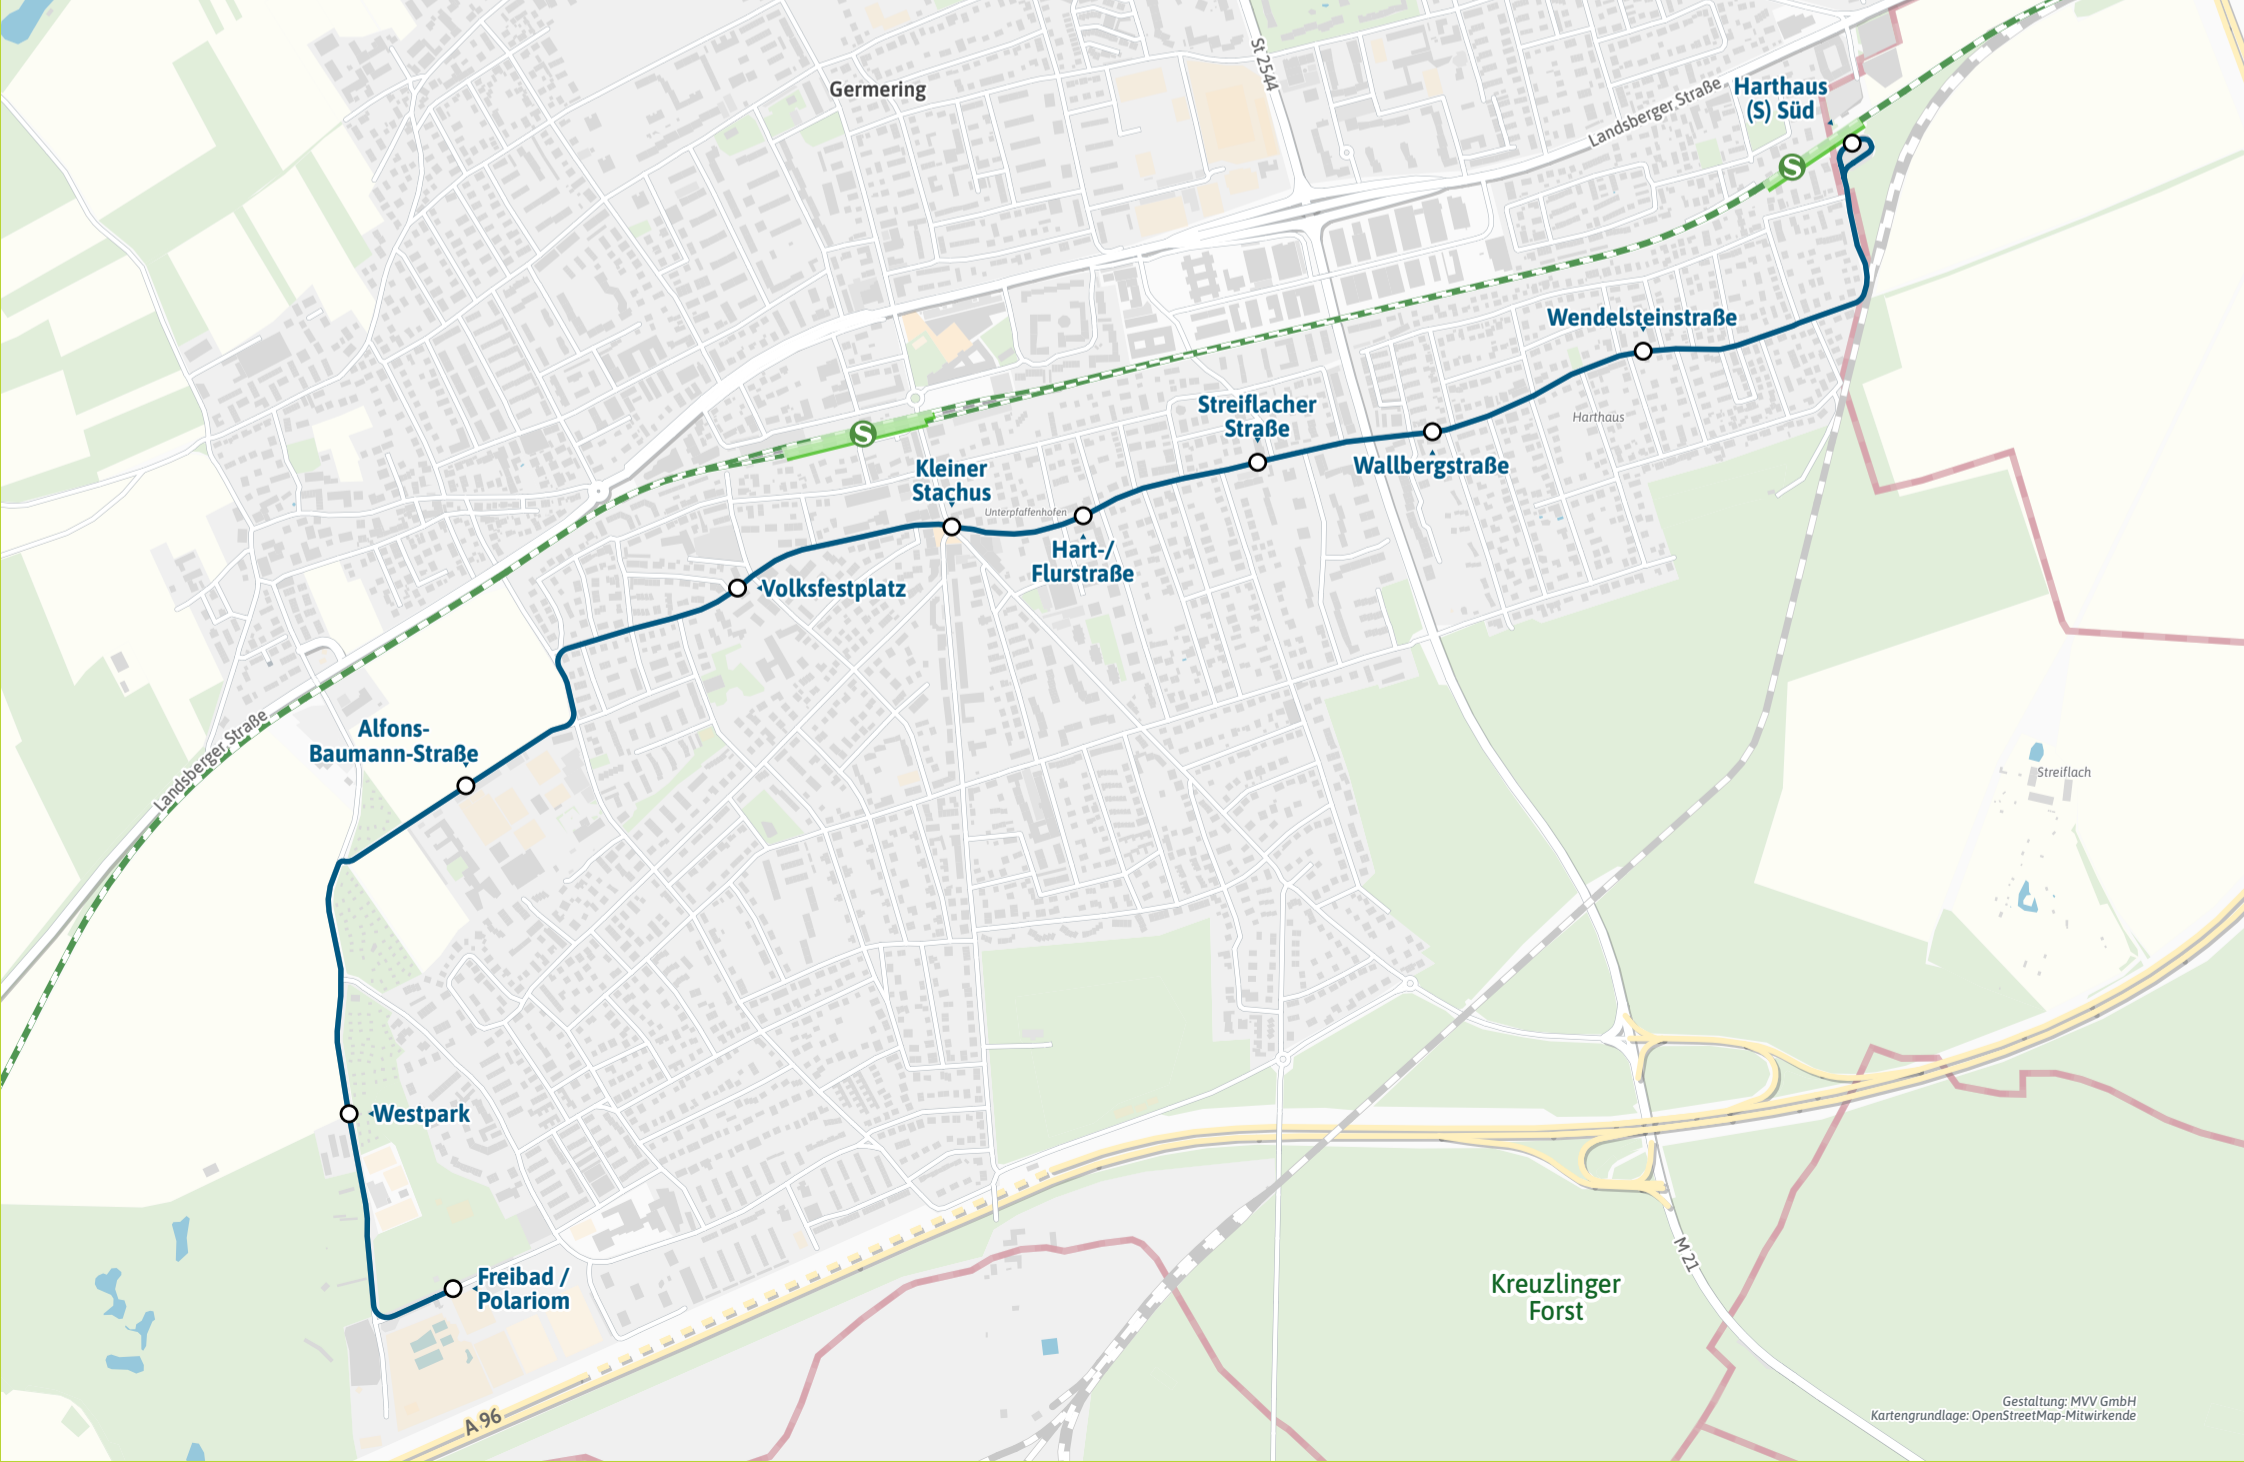 Germering
St 2544
Landsberger Straße
Harthaus
(S) Süd
S
Wendelsteinstraße
Streiflacher
Straße
Harthaus
S
Kleiner
Stachus
Wallbergstraße
Unterpfaffenhofen
Hart-/
Flurstraße
Volksfestplatz
Alfons-
Baumann-Straße
Landsberger Straße
Streiflach
Westpark
Freibad /
Polariom
M 21
Kreuzlinger
Forst
A 96
Gestaltung: MVV GmbH
Kartengrundlage: OpenStreetMap-Mitwirkende